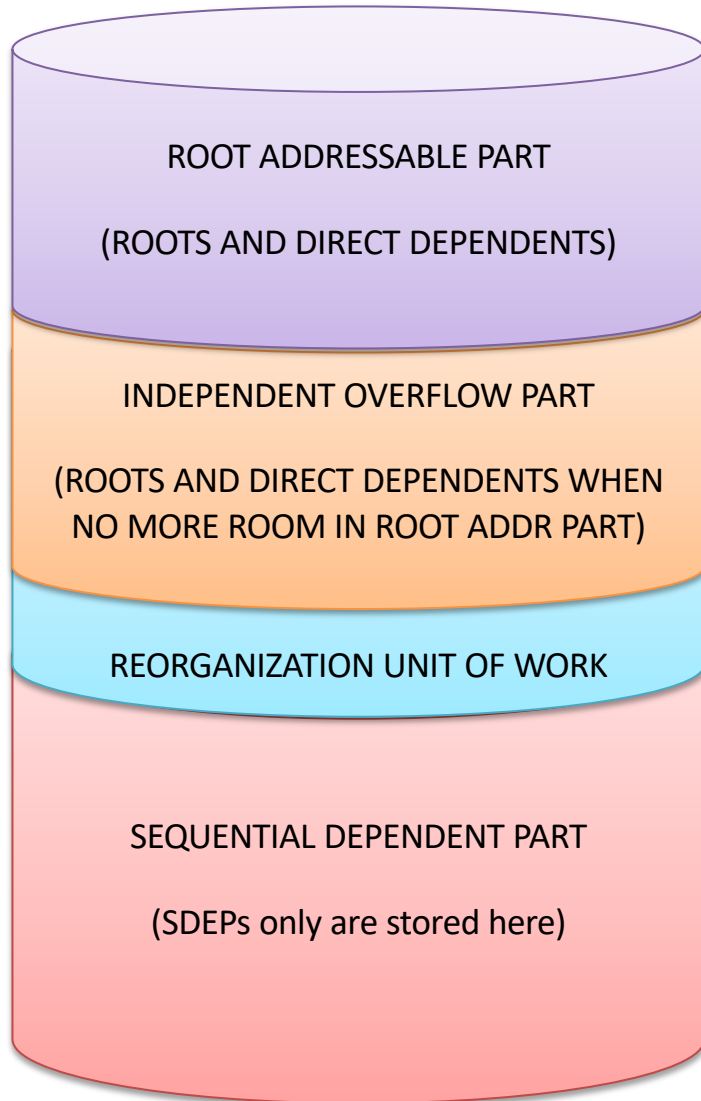 ROOT ADDRESSABLE PART
(ROOTS AND DIRECT DEPENDENTS)
INDEPENDENT OVERFLOW PART
(ROOTS AND DIRECT DEPENDENTS WHEN
NO MORE ROOM IN ROOT ADDR PART)
REORGANIZATION UNIT OF WORK
SEQUENTIAL DEPENDENT PART
(SDEPs only are stored here)